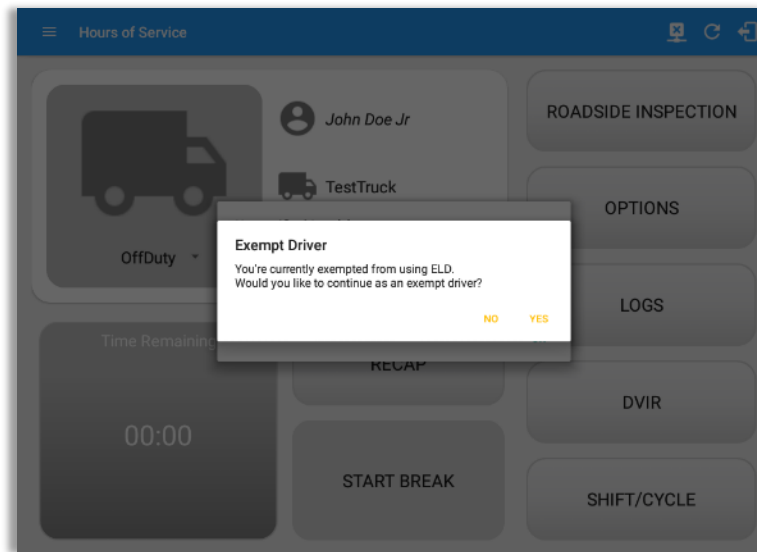 Hours of Service
John Doe Jr
TestTruck
OffDuty
ROADSIDE INSPECTION
OPTIONS
LOGS
DVIR
SHIFT/CYCLE
Exempt Driver
You're currently exempted from using ELD.
Would you like to continue as an exempt driver?
NO YES
Time Remaining
00:00
RECAP
START BREAK